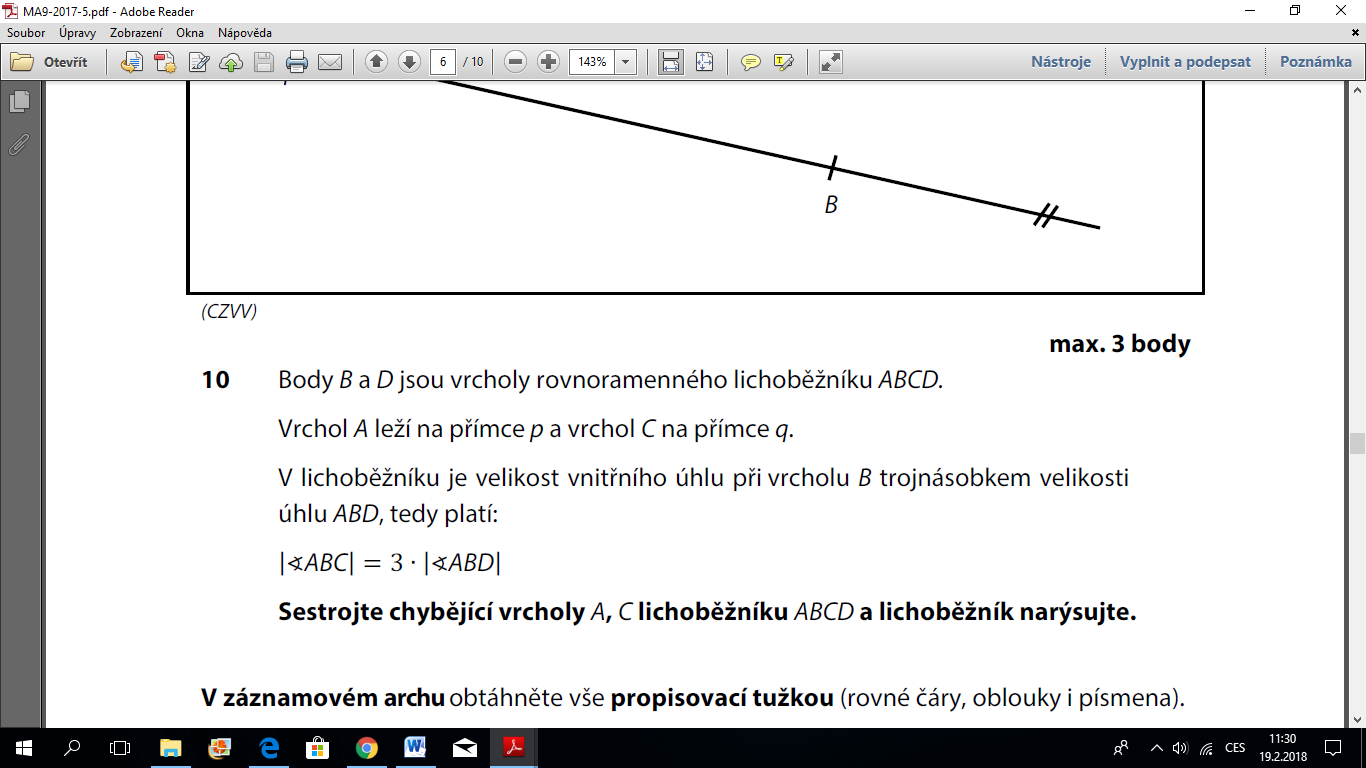 MA9-2017-5.pdf - Adobe Reader
Soubor Úpravy Zobrazení Okna Nápověda
Otevřít 6 / 10 143% Nástroje Vyplnit a podepsat Poznámka
B
(CZVV)
max. 3 body
10 Body B a D jsou vrcholy rovnoramenného lichoběžníku ABCD.
Vrchol A leží na přímce p a vrchol C na přímce q.
V lichoběžníku je velikost vnitřního úhlu při vrcholu B trojnásobkem velikosti
úhlu ABD, tedy platí:
|∢ABC| = 3 · |∢ABD|
Sestrojte chybějící vrcholy A, C lichoběžníku ABCD a lichoběžník narýsujte.
V záznamovém archu obtáhněte vše propisovací tužkou (rovné čáry, oblouky i písmena).
CES
11:30
19.2.2018